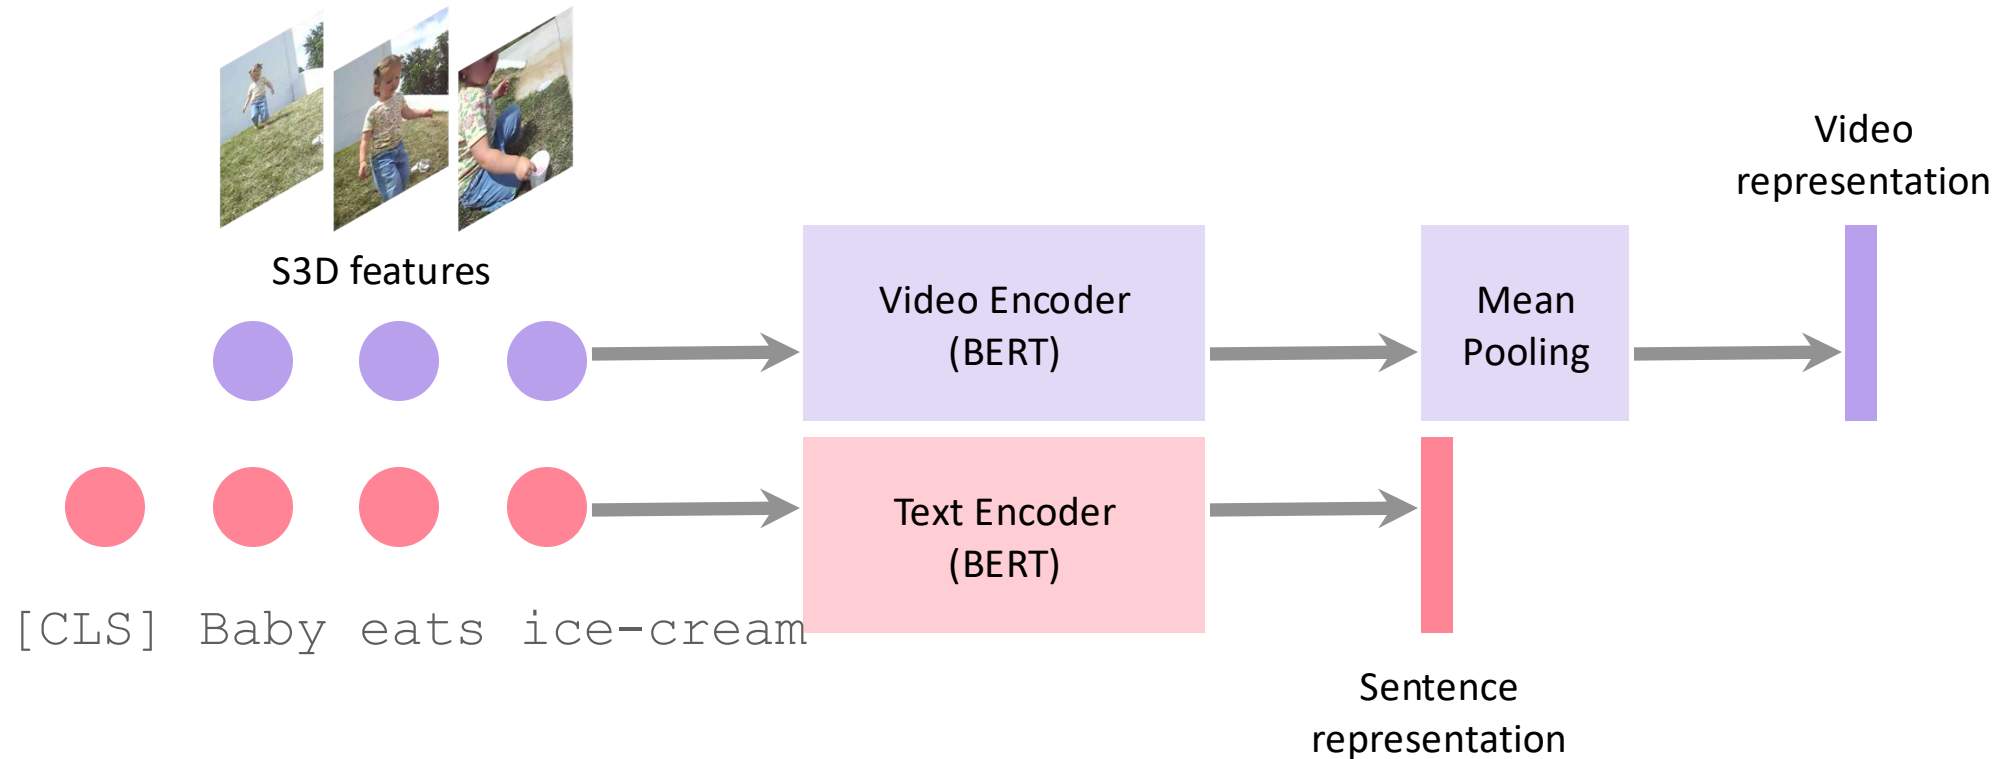 S3D features
Video Encoder
(BERT)
Mean
Pooling
Video
representation
Text Encoder
(BERT)
[CLS] Baby eats ice-cream
Sentence
representation